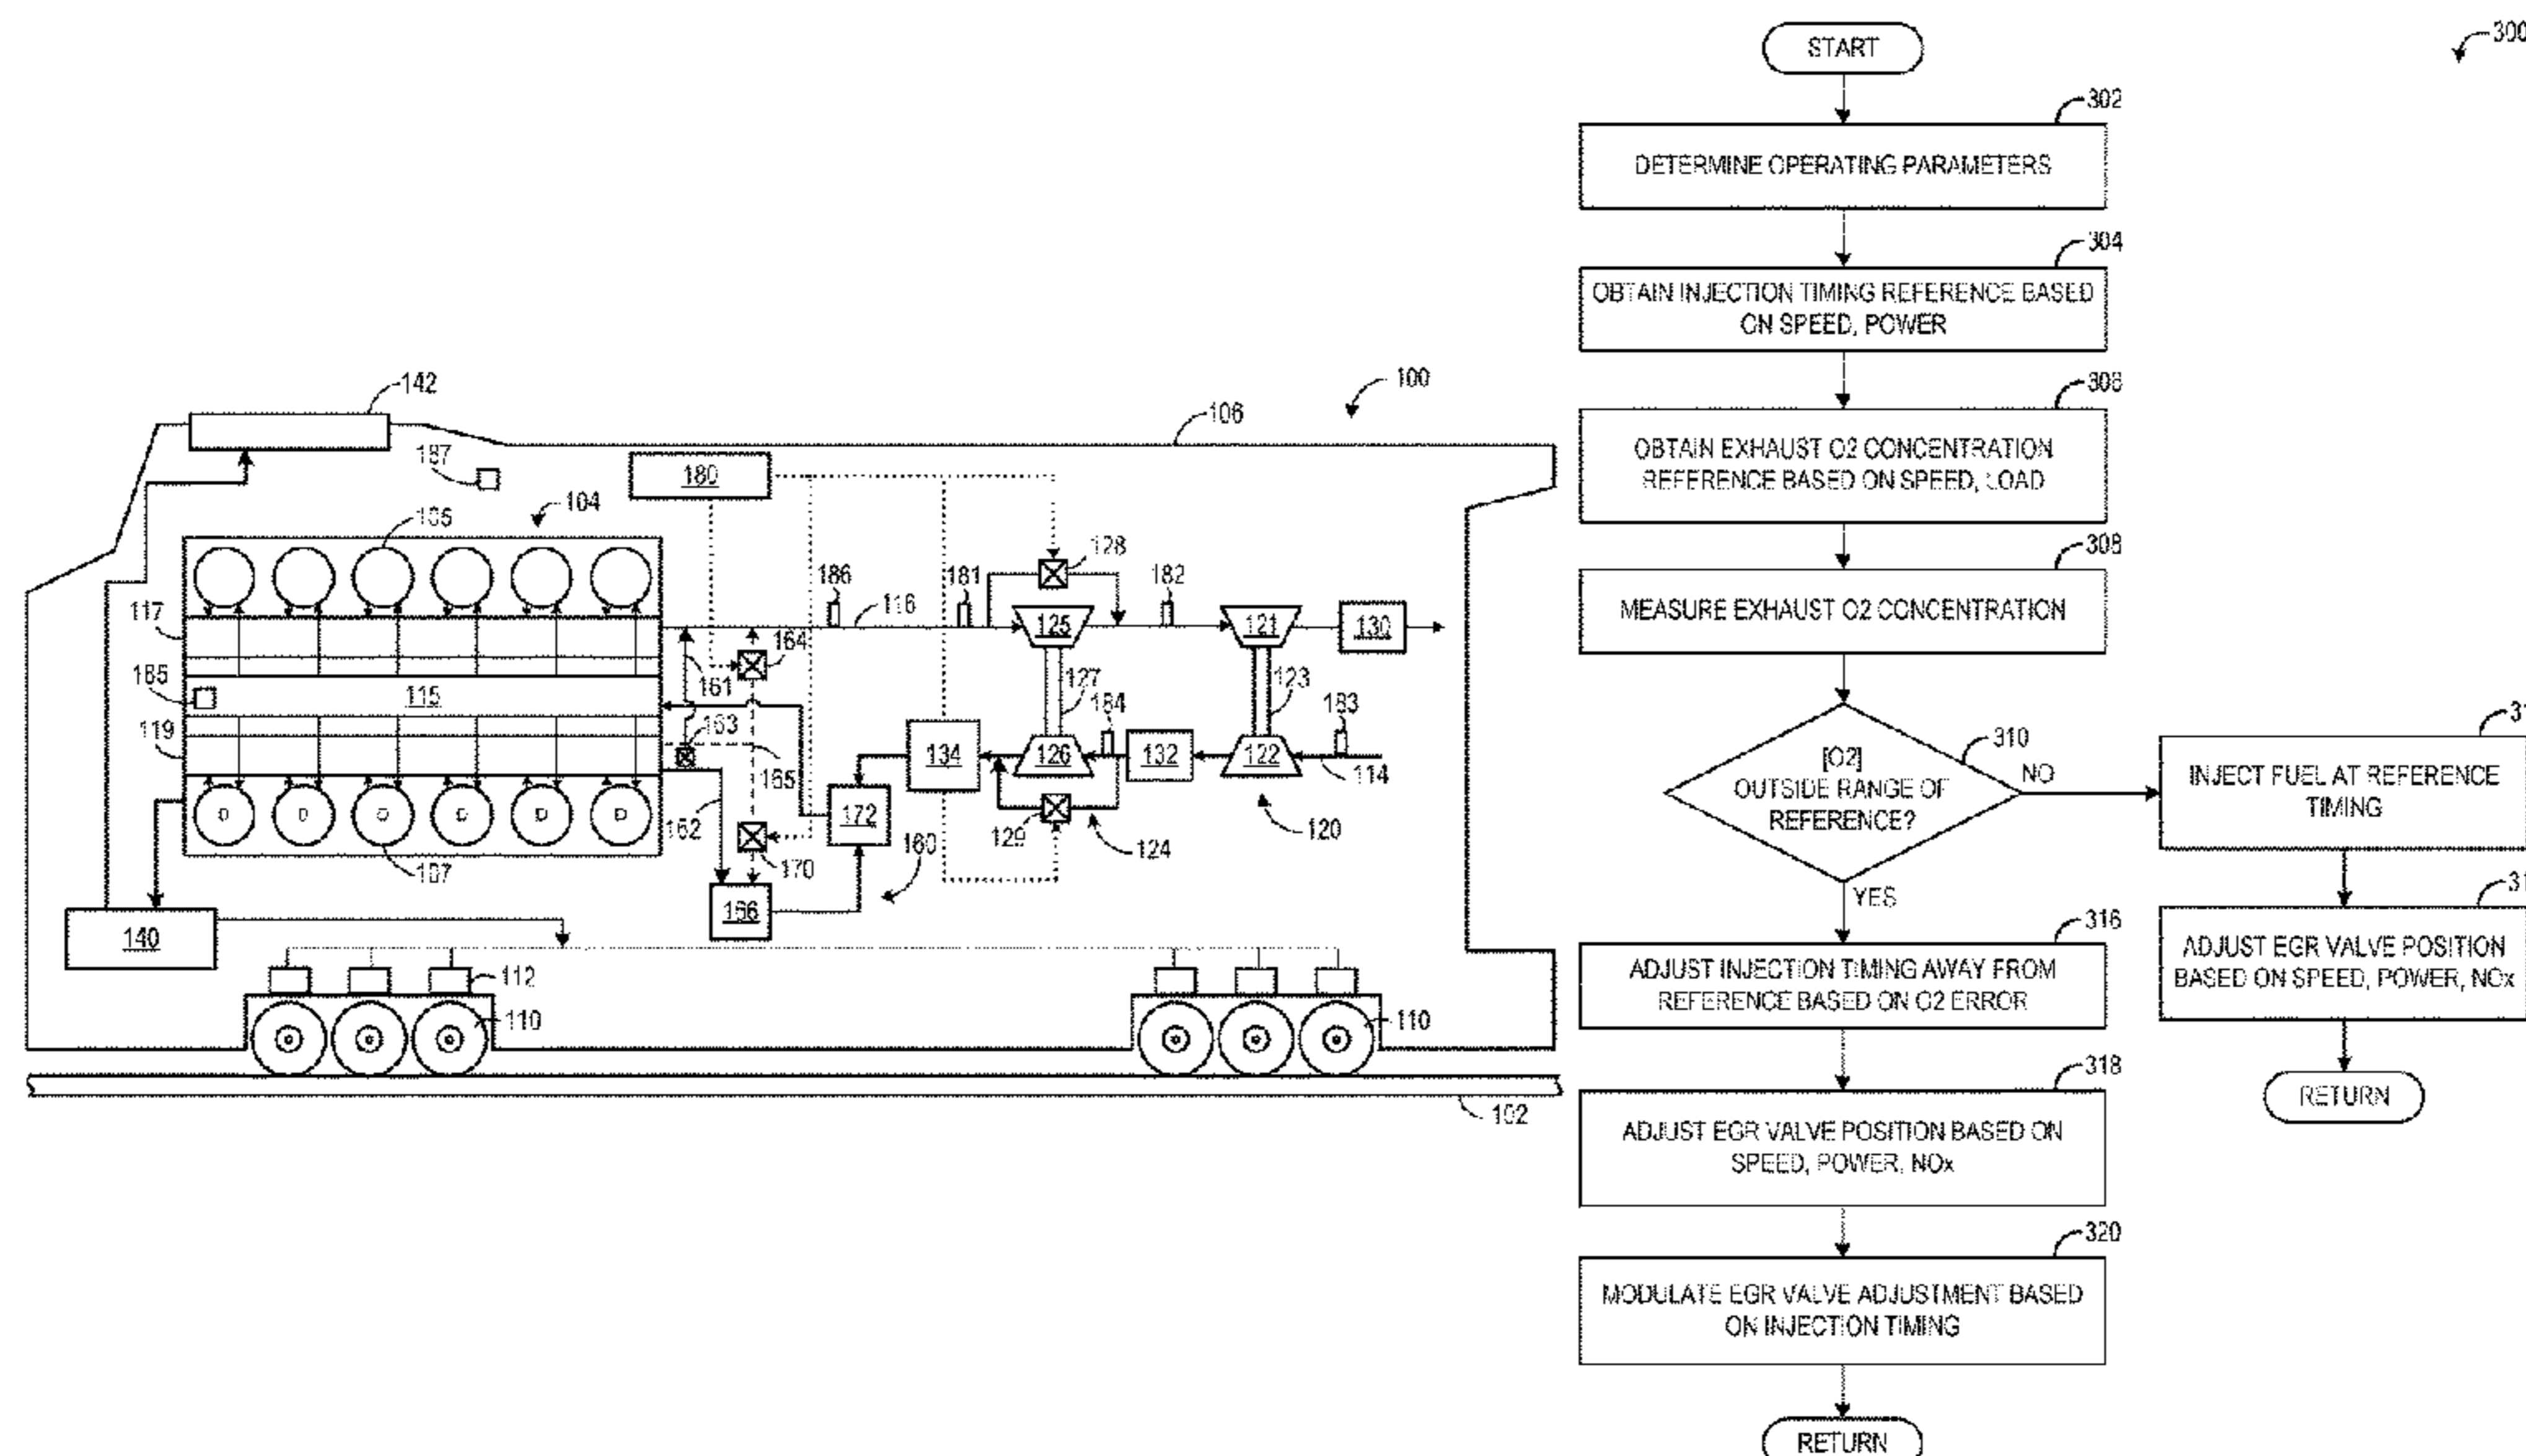 100
142
106
187
180
104
105
128
186
181
182
117
116
125
121
130
164
161
127
123
185
115
184
183
119
163
165
134
126
132
122
114
162
172
129
124
120
107
170
160
166
140
112
110
110
102
300
START
302
DETERMINE OPERATING PARAMETERS
304
OBTAIN INJECTION TIMING REFERENCE BASED
ON SPEED, POWER
306
OBTAIN EXHAUST O2 CONCENTRATION
REFERENCE BASED ON SPEED, LOAD
308
MEASURE EXHAUST O2 CONCENTRATION
310
[O2]
OUTSIDE RANGE OF
REFERENCE?
NO
YES
INJECT FUEL AT REFERENCE
TIMING
ADJUST EGR VALVE POSITION
BASED ON SPEED, POWER, NOx
RETURN
316
ADJUST INJECTION TIMING AWAY FROM
REFERENCE BASED ON O2 ERROR
318
ADJUST EGR VALVE POSITION BASED ON
SPEED, POWER, NOx
320
MODULATE EGR VALVE ADJUSTMENT BASED
ON INJECTION TIMING
RETURN